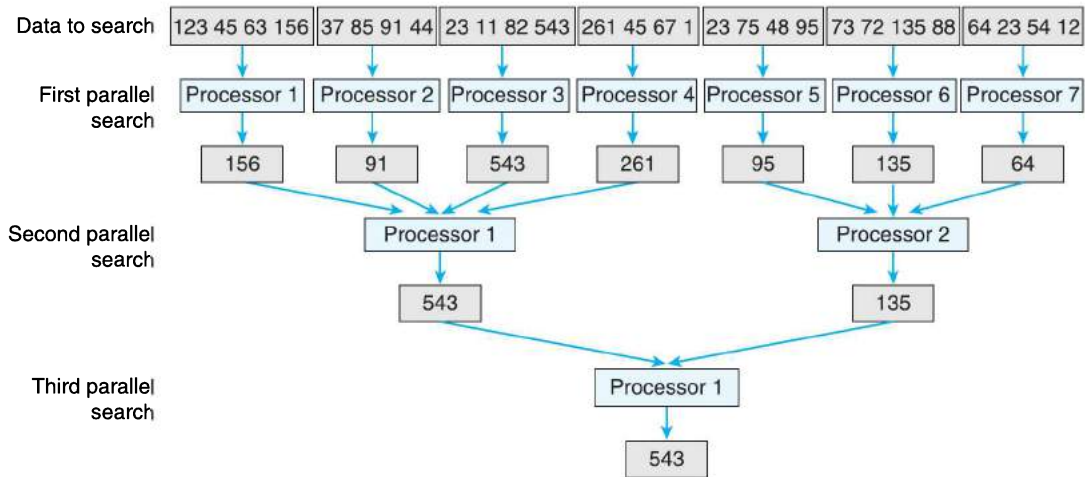 Data to search 123 45 63 156 37 85 91 44 23 11 82 543 261 45 67 1 23 75 48 95 73 72 135 88 64 23 54 12
First parallel
search
Processor 1 Processor 2 Processor 3 Processor 4 Processor 5 Processor 6 Processor 7
156 91 543 261 95 135 64
Second parallel
search
Processor 1 Processor 2
543 135
Third parallel
search
Processor 1
543